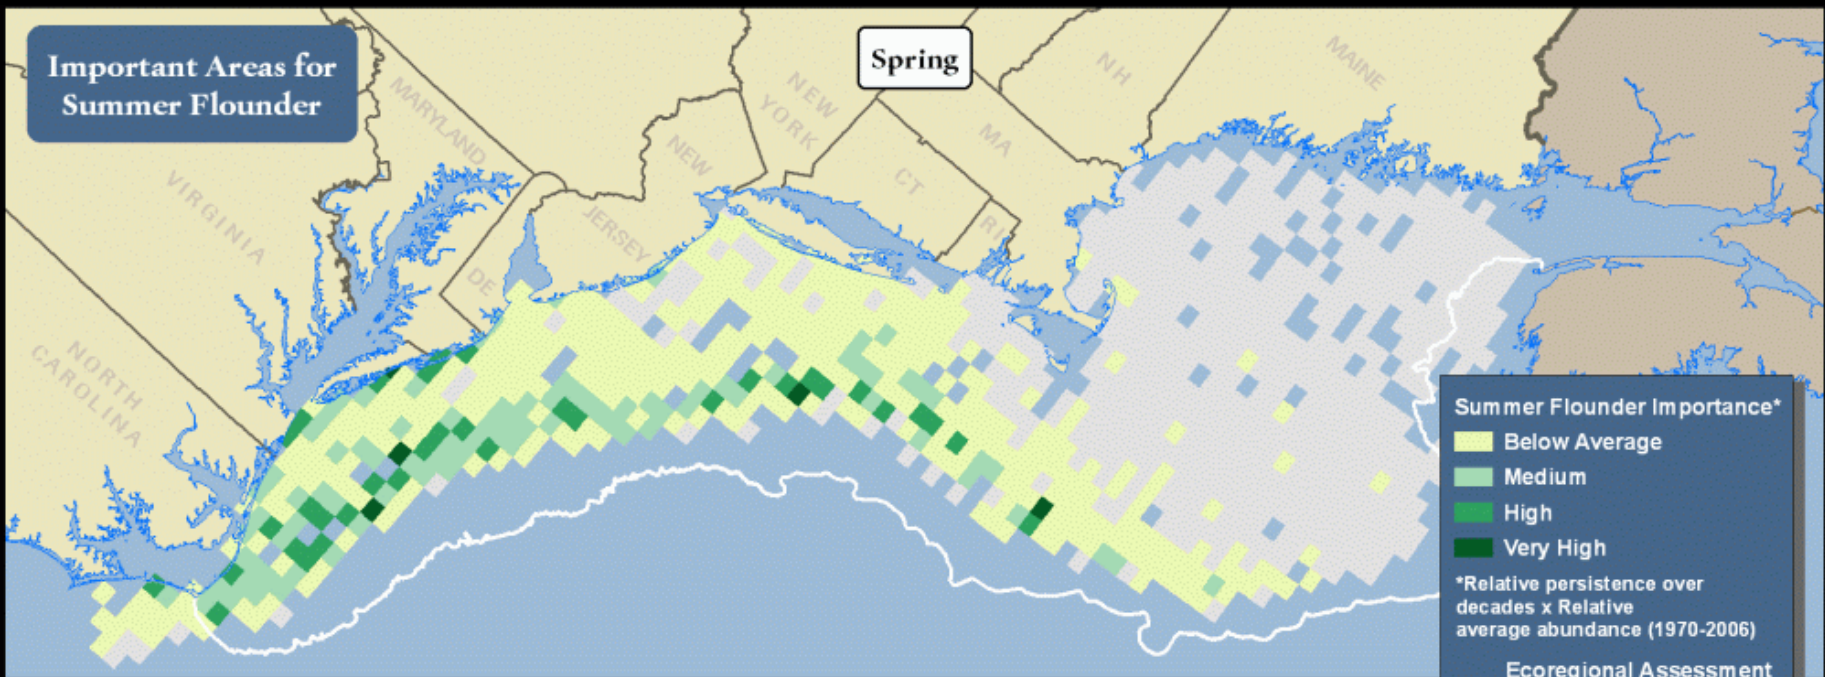 Important Areas for
Summer Flounder
Spring
MAINE
NH
NEW
YORK
MA
MARYLAND
NEW
JERSEY
CT
RI
VIRGINIA
DE
NORTH
CAROLINA
Summer Flounder Importance*
Below Average
Medium
High
Very High
*Relative persistence over
decades x Relative
average abundance (1970-2006)
Ecoregional Assessment